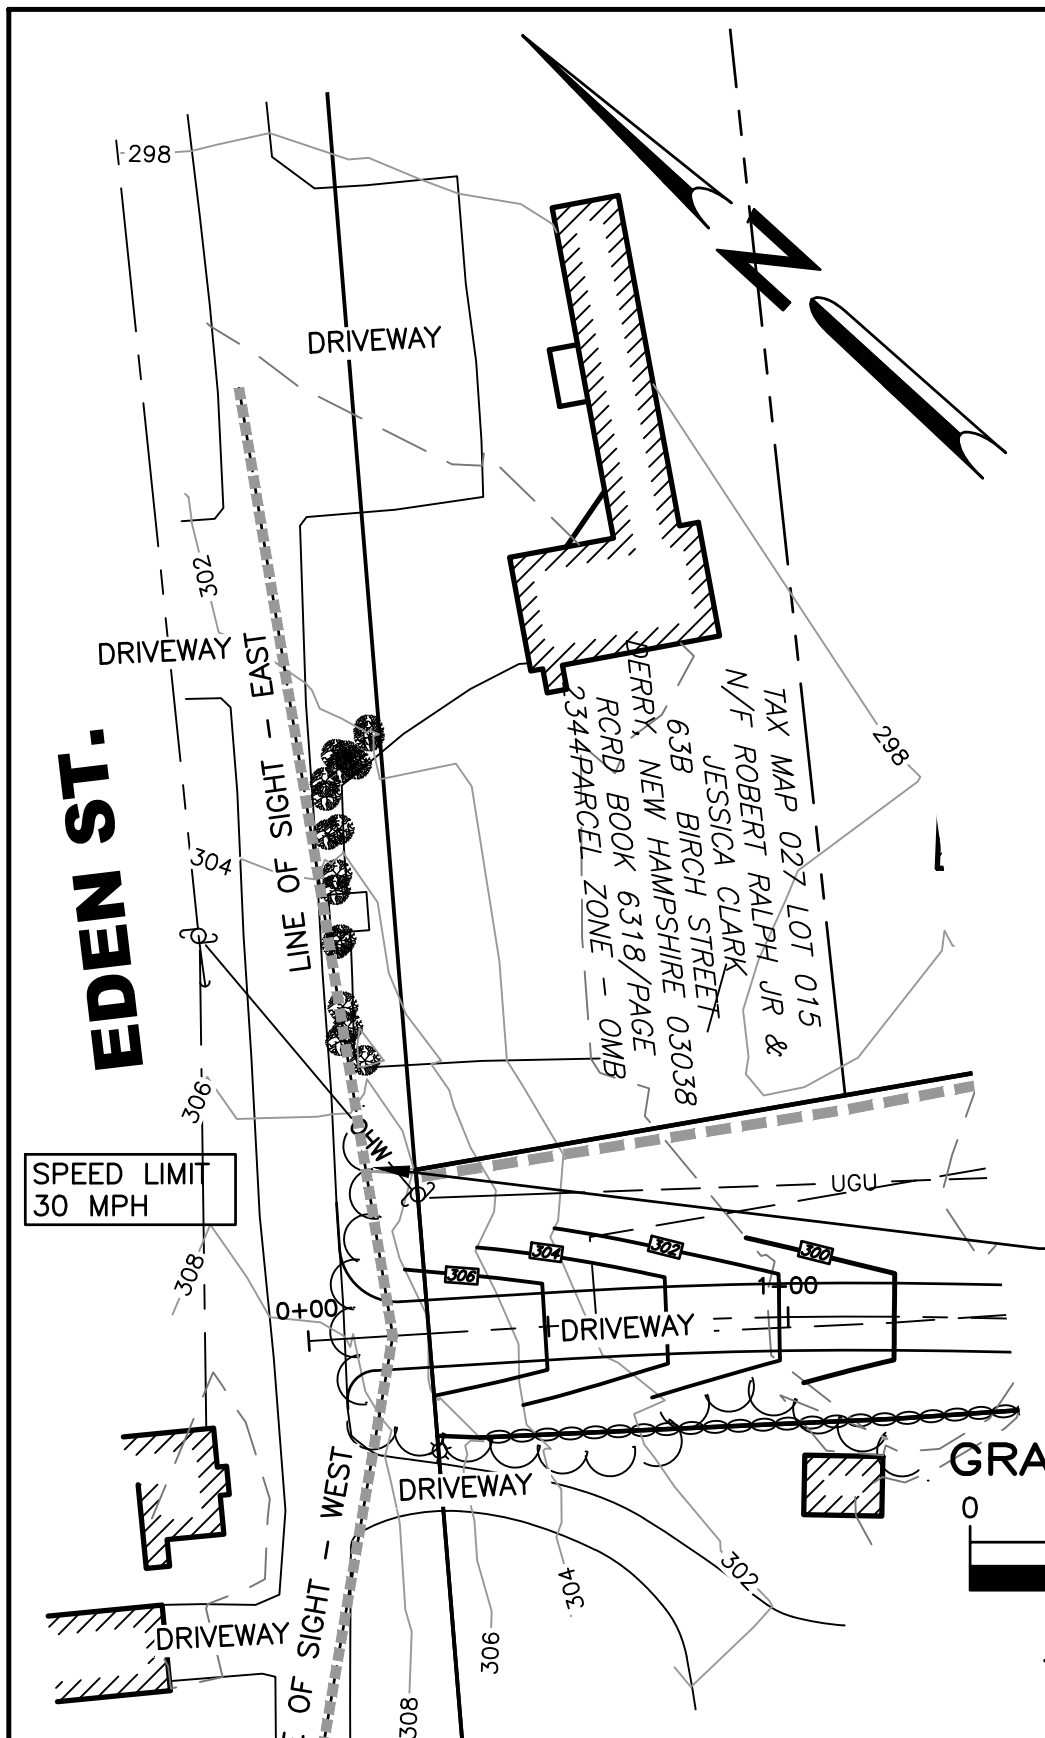 298
N
DRIVEWAY
302
DRIVEWAY
LINE OF SIGHT - EAST
EDEN ST.
TAX MAP 027 LOT 015
N/F ROBERT RALPH JR &
JESSICA CLARK
63B BIRCH STREET
DERRY NEW HAMPSHIRE 03038
RCRD BOOK 6318/PAGE
2344PARCEL ZONE - OMB
298
304
306
OHW
SPEED LIMIT
30 MPH
UGU
308
306
304
302
300
0+00
1+00
DRIVEWAY
DRIVEWAY
GRA
0
E OF SIGHT - WEST
DRIVEWAY
302
304
306
308